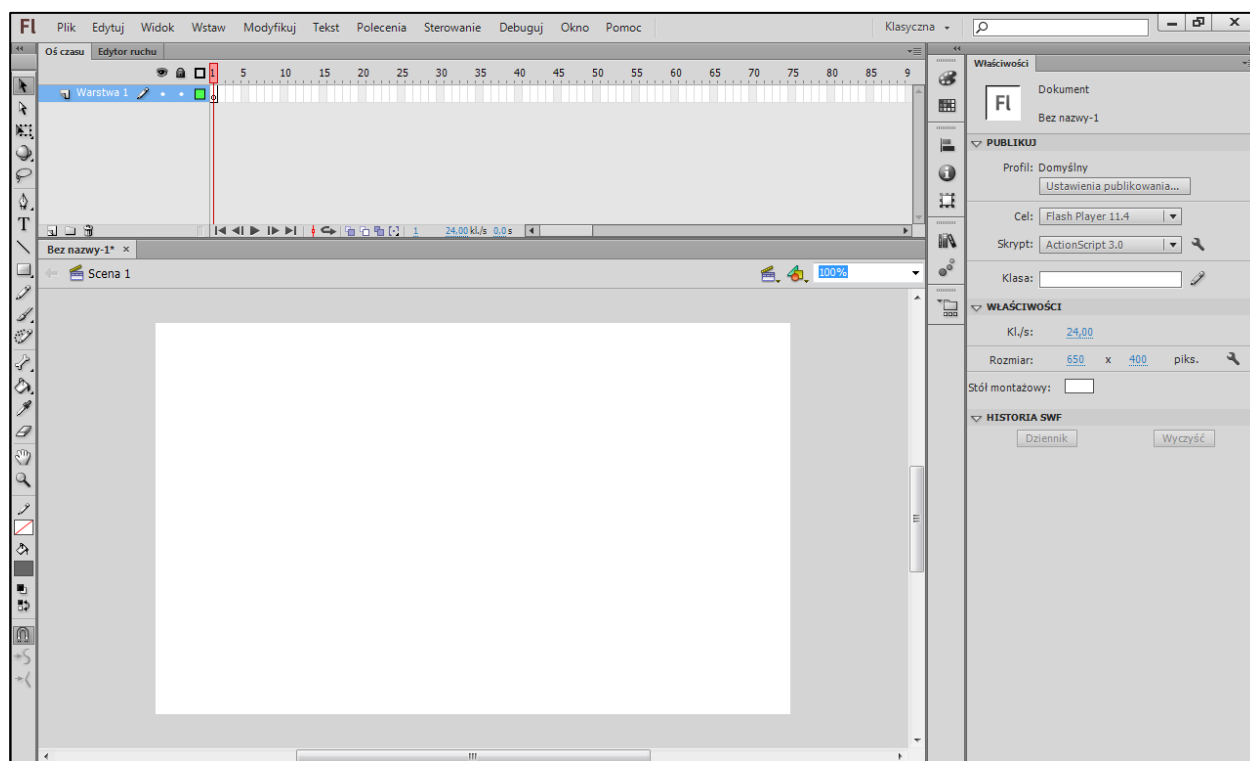 Fl Plik Edytuj Widok Wstaw Modyfikuj Tekst Polecenia Sterowanie Debuguj Okno Pomoc Klasyczna
Oś czasu Edytor ruchu
1 5 10 15 20 25 30 35 40 45 50 55 60 65 70 75 80 85 9
Warstwa 1
1 24,00 kl./s 0.0 s
Bez nazwy-1* ×
Scena 1 100%
T
Właściwości
Fl
Dokument
Bez nazwy-1
PUBLIKUJ
Profil: Domyślny
Ustawienia publikowania...
Cel: Flash Player 11.4
Skrypt: ActionScript 3.0
Klasa:
WŁAŚCIWOŚCI
Kl./s: 24,00
Rozmiar: 650 x 400 piks.
Stół montażowy:
HISTORIA SWF
Dziennik Wyczyść